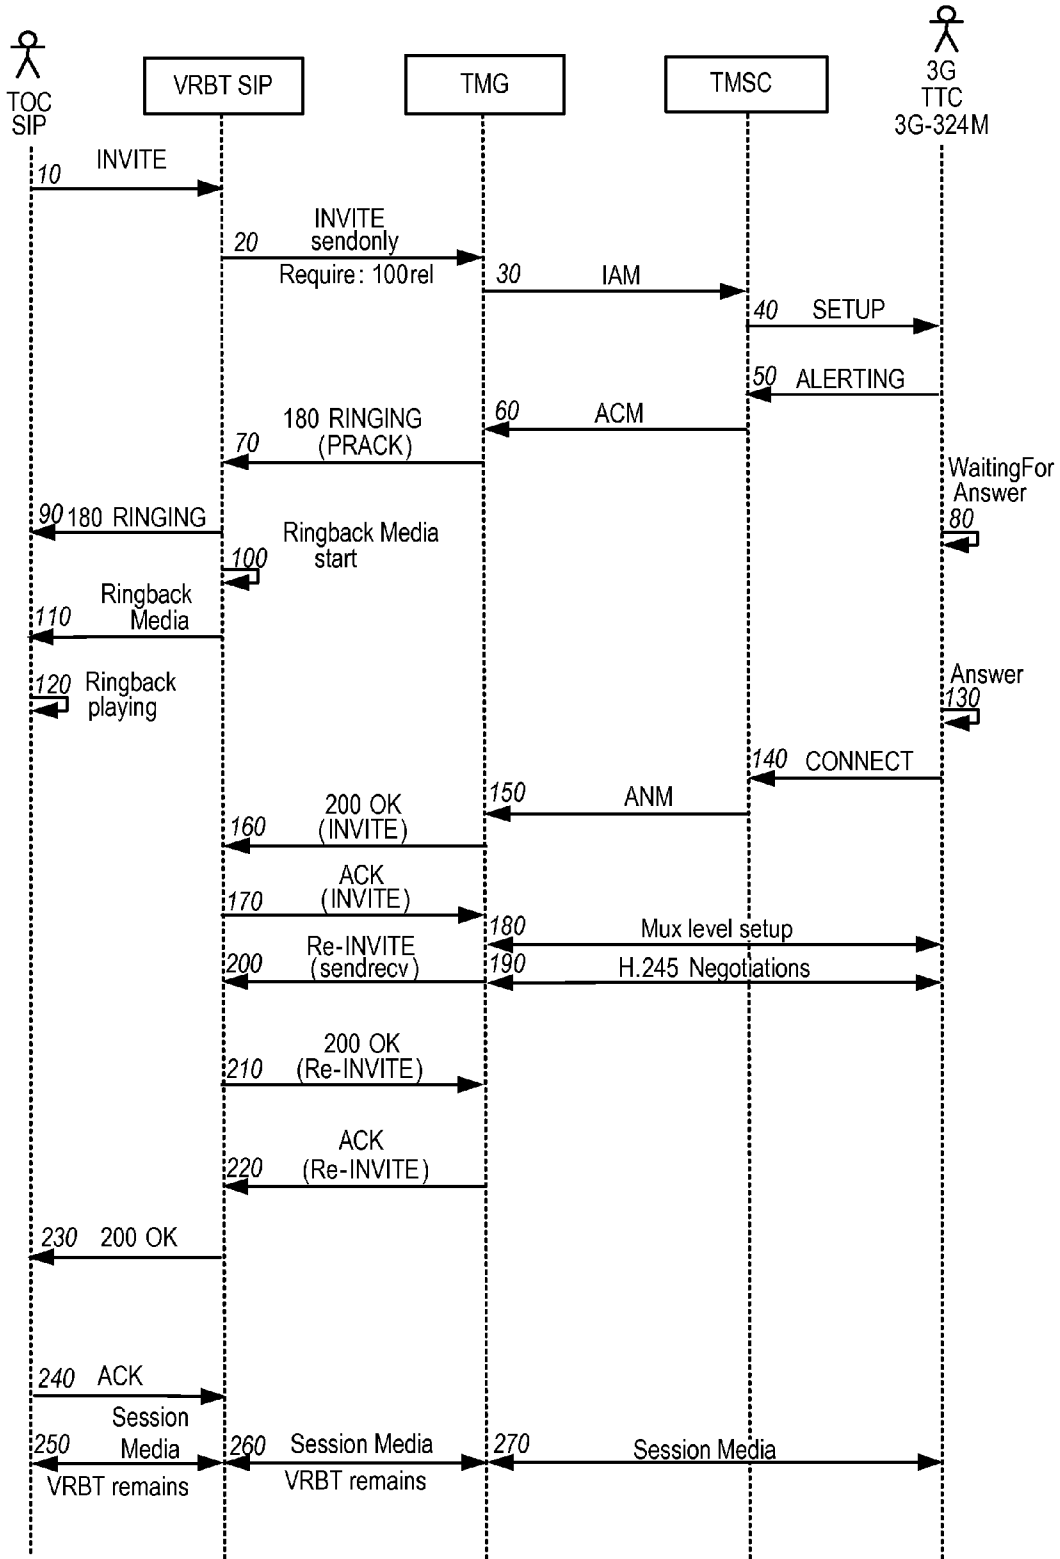 TOC
SIP
VRBT SIP
TMG
TMSC
3G
TTC
3G-324M
10 INVITE
20 INVITE
sendonly
Require: 100rel
30 IAM
40 SETUP
50 ALERTING
60 ACM
70 180 RINGING
(PRACK)
WaitingFor
Answer
80
90 180 RINGING
100 Ringback Media
start
110 Ringback
Media
120 Ringback
playing
Answer
130
140 CONNECT
150 ANM
160 200 OK
(INVITE)
170 ACK
(INVITE)
180 Mux level setup
190 H.245 Negotiations
200 Re-INVITE
(sendrecv)
210 200 OK
(Re-INVITE)
220 ACK
(Re-INVITE)
230 200 OK
240 ACK
250 Session
Media
VRBT remains
260 Session Media
VRBT remains
270 Session Media